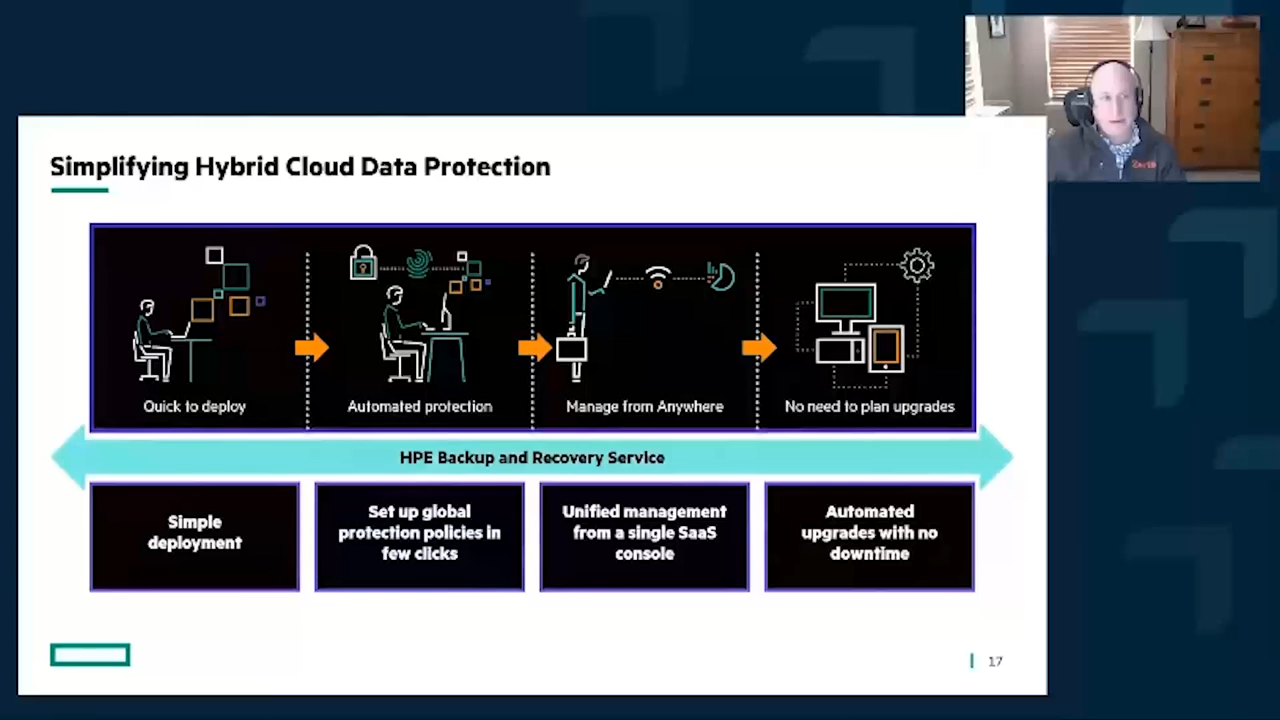 Simplifying Hybrid Cloud Data Protection
Quick to deploy
Automated protection
Manage from Anywhere
No need to plan upgrades
HPE Backup and Recovery Service
Simple
deployment
Set up global
protection policies in
few clicks
Unified management
from a single SaaS
console
Automated
upgrades with no
downtime
17